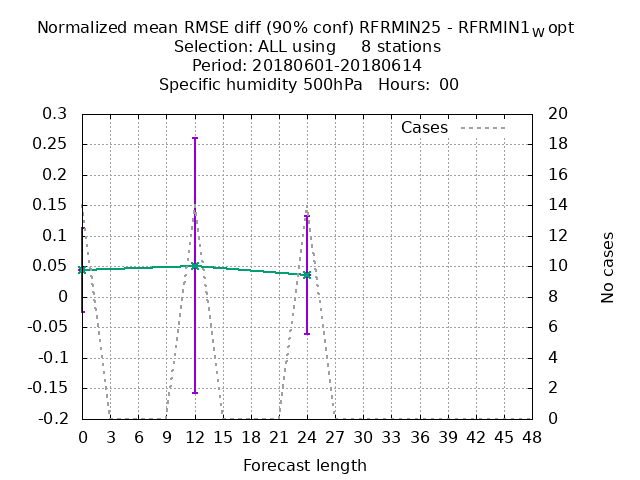 Normalized mean RMSE diff (90% conf) RFRMIN25 - RFRMIN1w opt
Selection: ALL using 8 stations
Period: 20180601-20180614
Specific humidity 500hPa Hours: 00
Cases
0.3
0.25
0.2
0.15
0.1
0.05
0
-0.05
-0.1
-0.15
-0.2
20
18
16
14
12
10
8
6
4
2
0
No cases
0 3 6 9 12 15 18 21 24 27 30 33 36 39 42 45 48
Forecast length